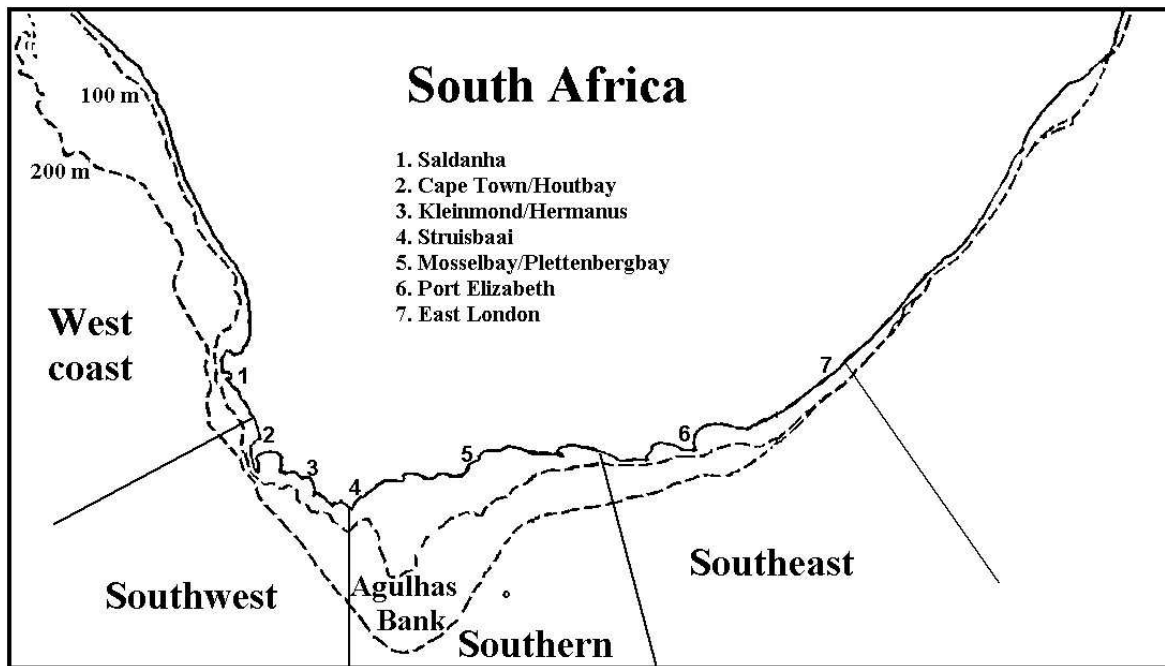 South Africa
100 m
200 m
1. Saldanha
2. Cape Town/Houtbay
3. Kleinmond/Hermanus
4. Struisbaai
5. Mosselbay/Plettenbergbay
6. Port Elizabeth
7. East London
West
coast
1
2
3
4
5
6
7
Southwest
Agulhas
Bank
Southern
Southeast